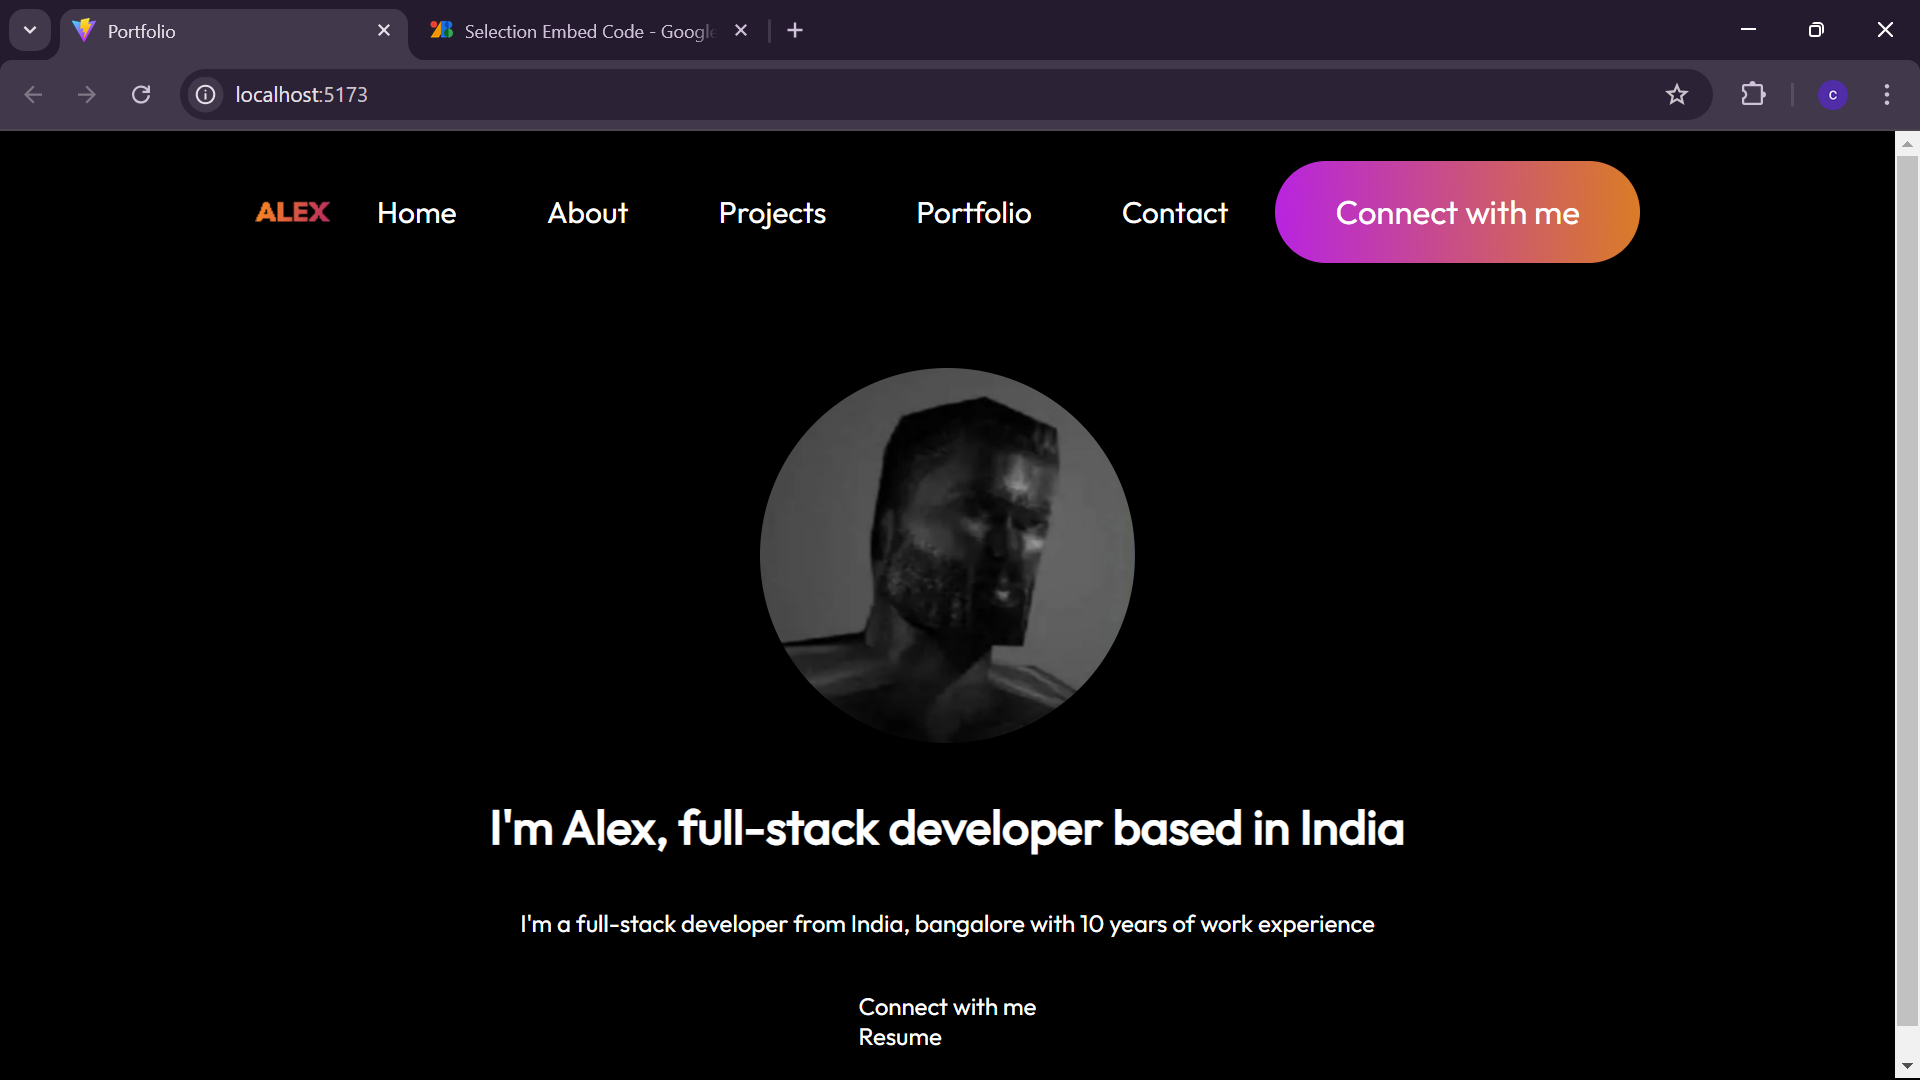 Portfolio
Selection Embed Code - Google
localhost:5173
ALEX Home About Projects Portfolio Contact Connect with me
I'm Alex, full-stack developer based in India
I'm a full-stack developer from India, bangalore with 10 years of work experience
Connect with me
Resume
c